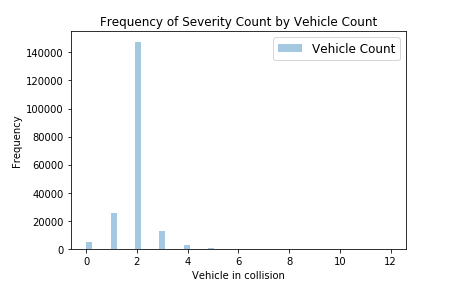 Frequency of Severity Count by Vehicle Count
Vehicle Count
Frequency
140000
120000
100000
80000
60000
40000
20000
0
0 2 4 6 8 10 12
Vehicle in collision